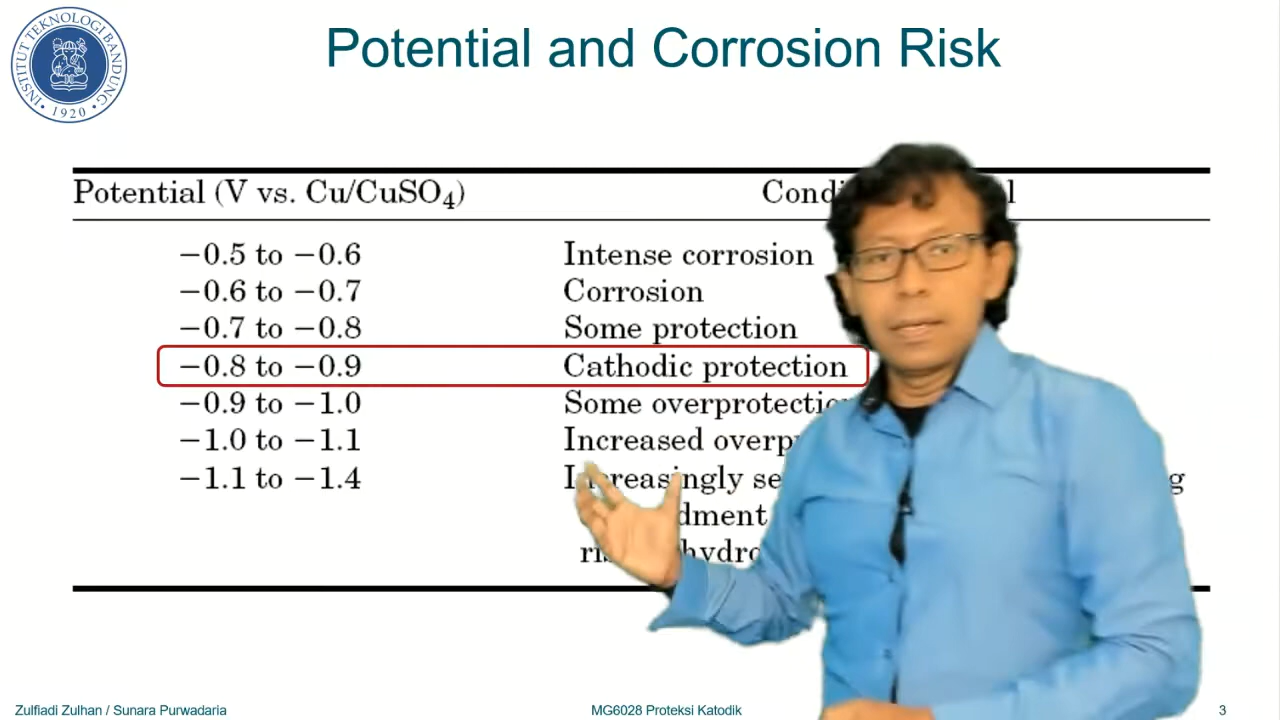 INSTITUT TEKNOLOGI BANDUNG
1920
Potential and Corrosion Risk
Potential (V vs. Cu/CuSO₄)
−0.5 to −0.6 Intense corrosion
−0.6 to −0.7 Corrosion
−0.7 to −0.8 Some protection
−0.8 to −0.9 Cathodic protection
−0.9 to −1.0 Some
−1.0 to −1.1 Increased
−1.1 to −1.4
Zulfiadi Zulhan / Sunara Purwadaria MG6028 Proteksi Katodik 3